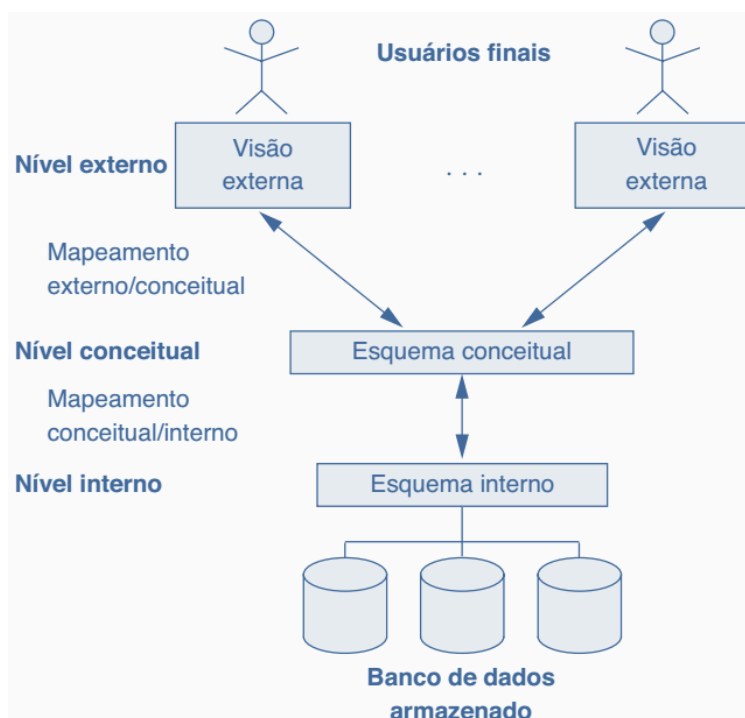 Usuários finais
Nível externo
Visão
externa
. . .
Visão
externa
Mapeamento
externo/conceitual
Nível conceitual
Esquema conceitual
Mapeamento
conceitual/interno
Nível interno
Esquema interno
Banco de dados
armazenado